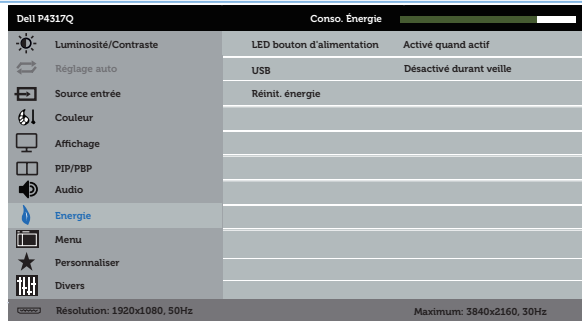 Dell P4317Q Conso. Énergie
Luminosité/Contraste LED bouton d'alimentation Activé quand actif
Réglage auto USB Désactivé durant veille
Source entrée Réinit. énergie
Couleur
Affichage
PIP/PBP
Audio
Energie
Menu
Personnaliser
Divers
Résolution: 1920x1080, 50Hz Maximum: 3840x2160, 30Hz